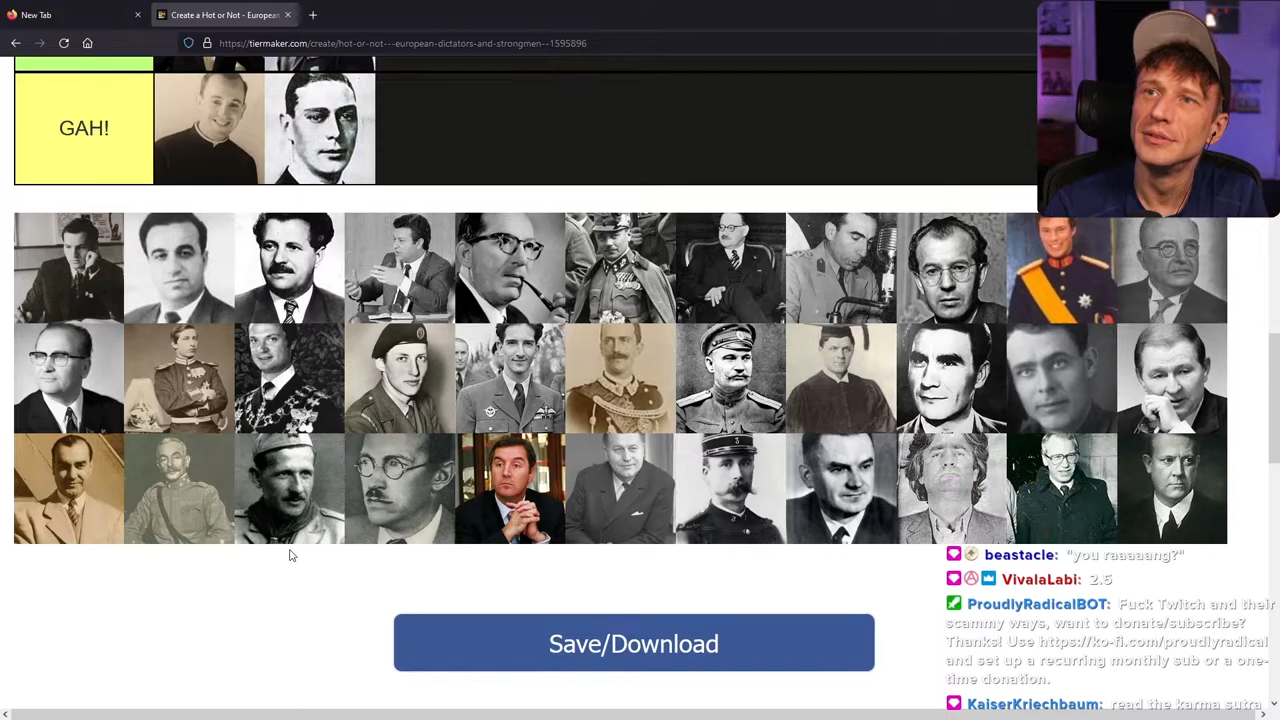 New Tab
Create a Hot or Not - European
https://tiermaker.com/create/hot-or-not---european-dictators-and-strongmen--1595896
GAH!
Save/Download
beastacle: "you raaaaang?"
VivalaLabi: 2.5
ProudlyRadicalBOT: Fuck Twitch and their
scammy ways, want to donate/subscribe?
Thanks! Use https://ko-fi.com/proudlyradical
and set up a recurring monthly sub or a one-
time donation.
KaiserKriechbaum: read the karma sutra